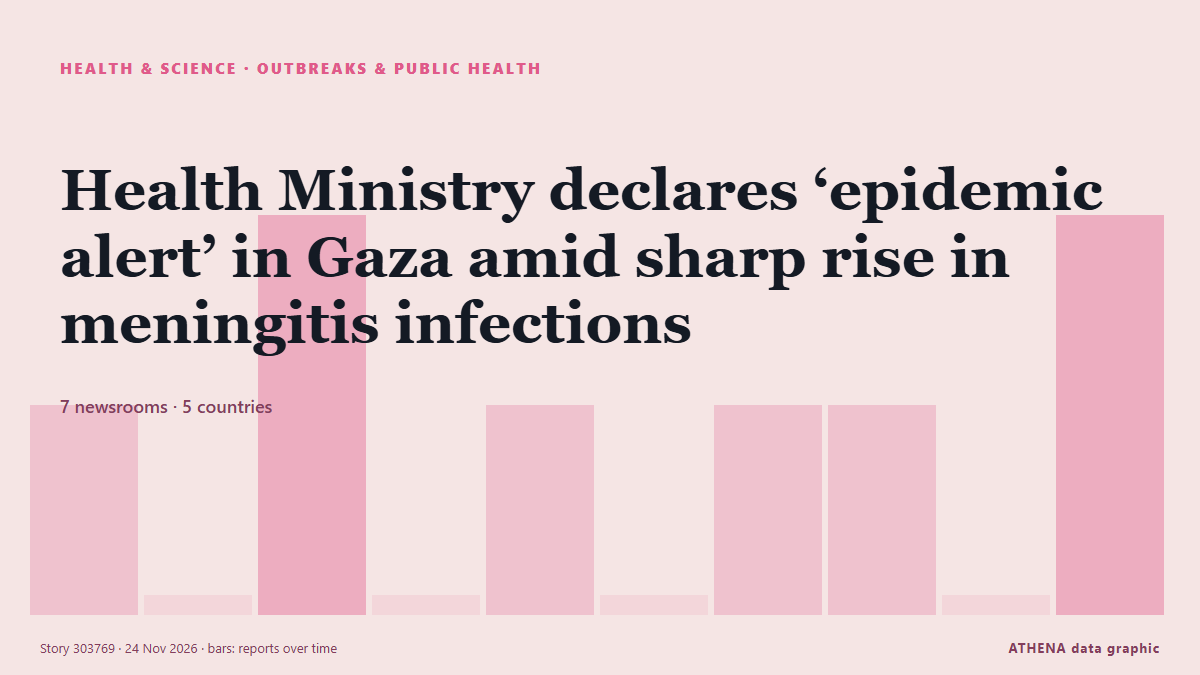 HEALTH & SCIENCE · OUTBREAKS & PUBLIC HEALTH
Health Ministry declares ‘epidemic
alert’ in Gaza amid sharp rise in
meningitis infections
7 newsrooms · 5 countries
Story 303769 · 24 Nov 2026 · bars: reports over time
ATHENA data graphic